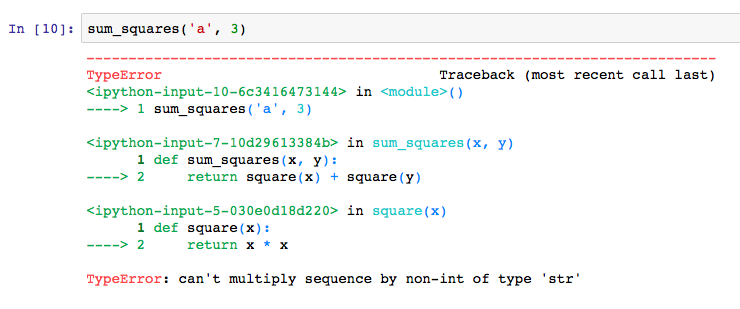 In [10]: sum_squares('a', 3)
---------------------------------------------------------------------------
TypeError                                 Traceback (most recent call last)
<ipython-input-10-6c3416473144> in <module>()
----> 1 sum_squares('a', 3)

<ipython-input-7-10d29613384b> in sum_squares(x, y)
      1 def sum_squares(x, y):
----> 2     return square(x) + square(y)

<ipython-input-5-030e0d18d220> in square(x)
      1 def square(x):
----> 2     return x * x

TypeError: can't multiply sequence by non-int of type 'str'